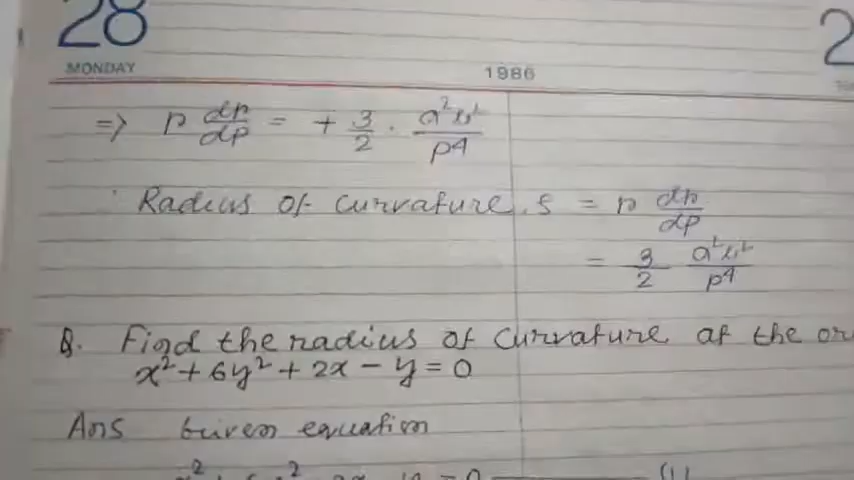 28
MONDAY
1986
2
=> r dr/dp = + 3/2 . a²b²/p⁴
Radius of curvature, ρ = r dr/dp
= 3/2 a²b²/p⁴
Q. Find the radius of curvature at the
x² + 6y² + 2x - y = 0
Ans Given equation